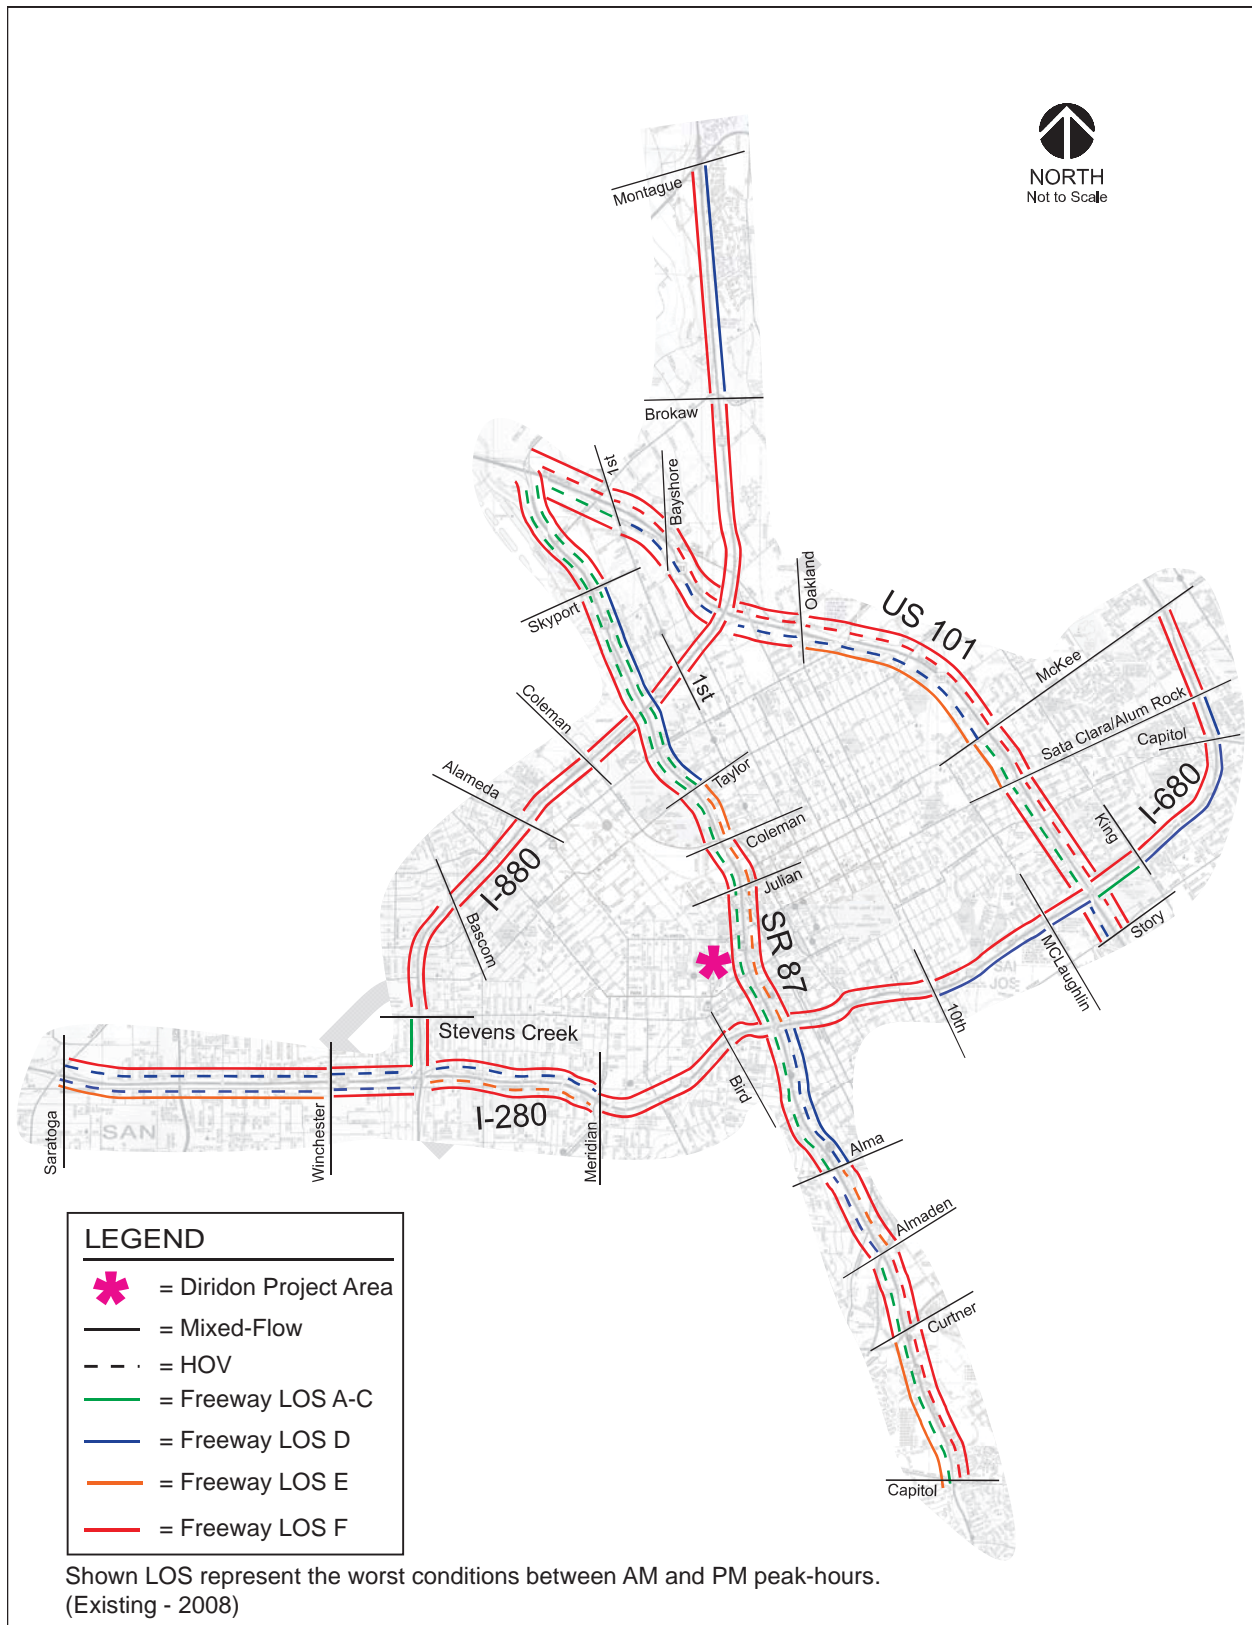 NORTH
Not to Scale
Montague
Brokaw
1st
Bayshore
Oakland
US 101
Skyport
McKee
1st
Sata Clara/Alum Rock
Coleman
Capitol
Alameda
Taylor
I-680
King
Coleman
I-880
Julian
Bascom
SR 87
Story
MCLaughlin
SAN
JOSE
10th
Stevens Creek
Bird
I-280
SAN
Saratoga
Winchester
Meridian
Alma
Almaden
Curtner
Capitol
LEGEND
= Diridon Project Area
= Mixed-Flow
= HOV
= Freeway LOS A-C
= Freeway LOS D
= Freeway LOS E
= Freeway LOS F
Shown LOS represent the worst conditions between AM and PM peak-hours.
(Existing - 2008)